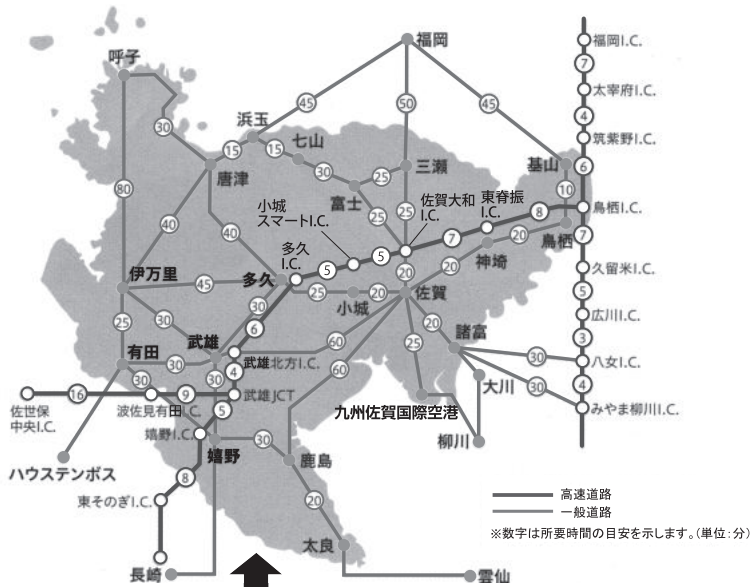 福岡
福岡I.C.
呼子
7
太宰府I.C.
45
50
45
4
浜玉
30
15
15
七山
筑紫野I.C.
唐津
30
25
三瀬
基山
6
富士
佐賀大和
I.C.
東脊振
I.C.
10
80
小城
スマートI.C.
25
25
8
鳥栖I.C.
40
40
7
20
鳥栖
7
多久
I.C.
5
5
神埼
久留米I.C.
伊万里
45
多久
20
20
5
25
小城
20
佐賀
広川I.C.
25
30
30
6
諸富
20
3
有田
武雄
60
25
30
八女I.C.
30
武雄北方I.C.
60
30
30
4
大川
30
4
16
9
武雄JCT
みやま柳川I.C.
佐世保
中央I.C.
波佐見有田I.C.
5
九州佐賀国際空港
嬉野I.C.
30
柳川
嬉野
ハウステンボス
鹿島
8
東そのぎI.C.
20
高速道路
一般道路
※数字は所要時間の目安を示します。(単位:分)
太良
長崎
雲仙